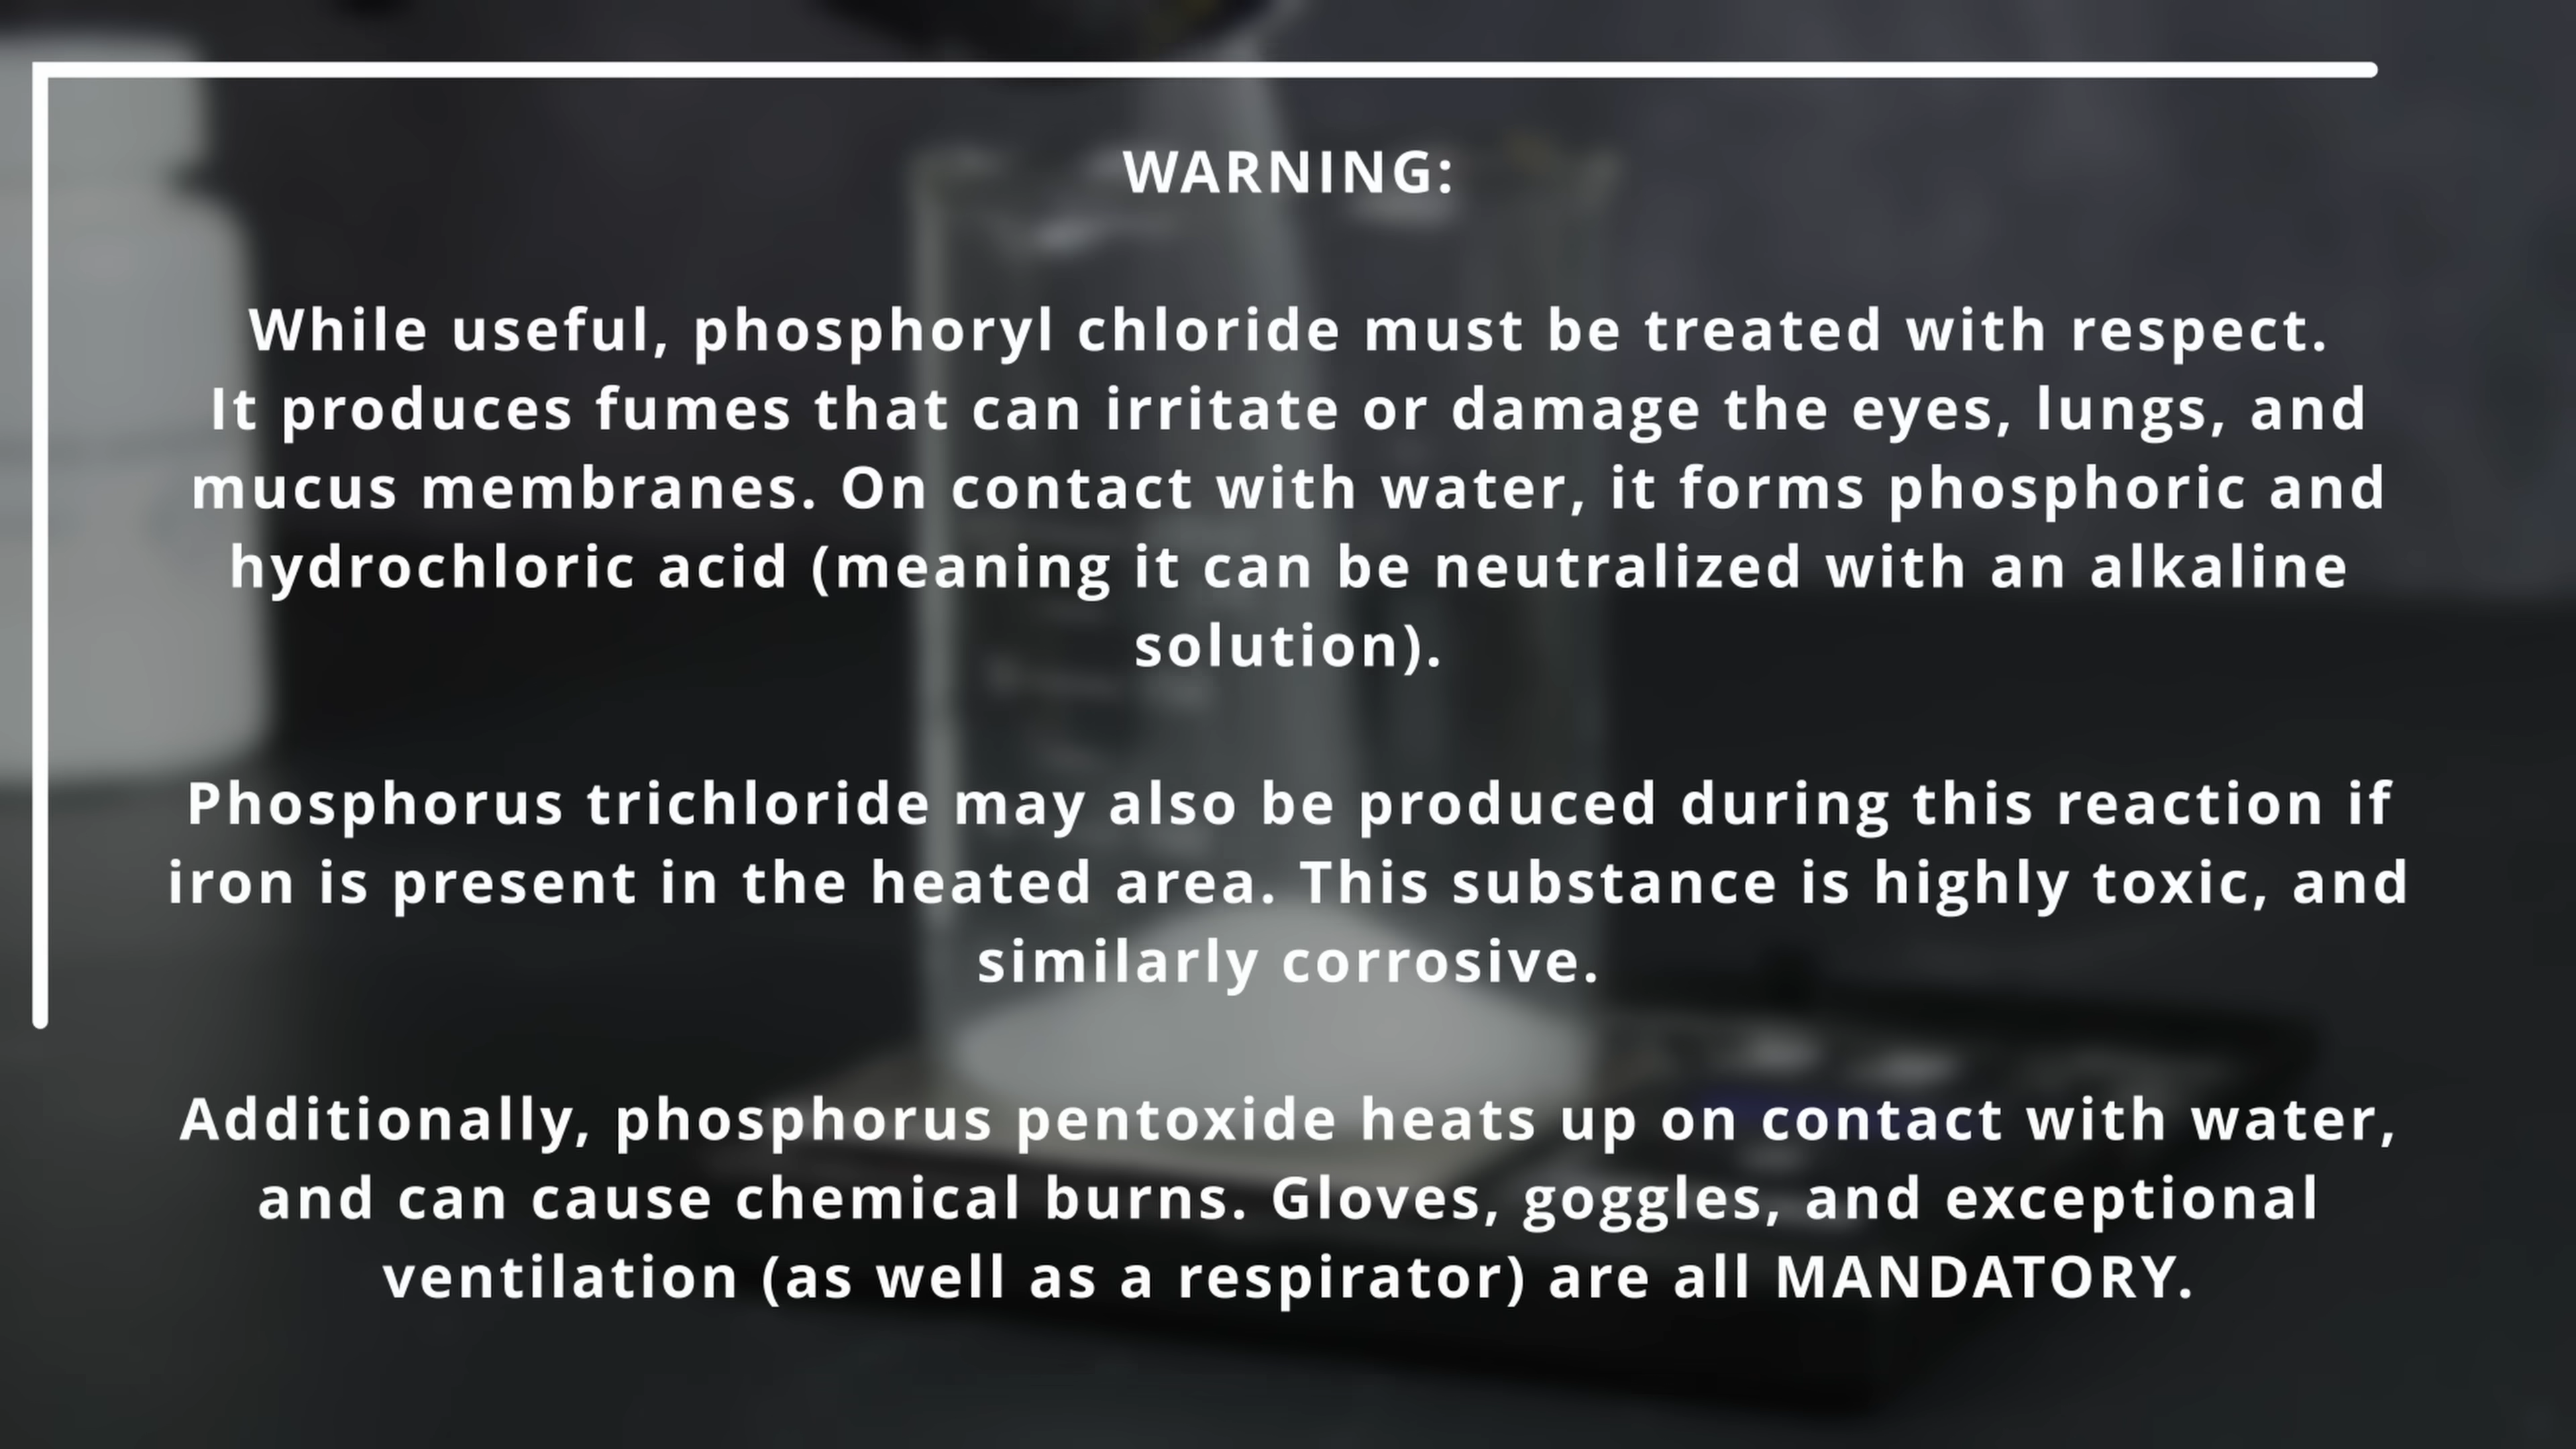 WARNING:
While useful, phosphoryl chloride must be treated with respect.
It produces fumes that can irritate or damage the eyes, lungs, and
mucus membranes. On contact with water, it forms phosphoric and
hydrochloric acid (meaning it can be neutralized with an alkaline
solution).
Phosphorus trichloride may also be produced during this reaction if
iron is present in the heated area. This substance is highly toxic, and
similarly corrosive.
Additionally, phosphorus pentoxide heats up on contact with water,
and can cause chemical burns. Gloves, goggles, and exceptional
ventilation (as well as a respirator) are all MANDATORY.